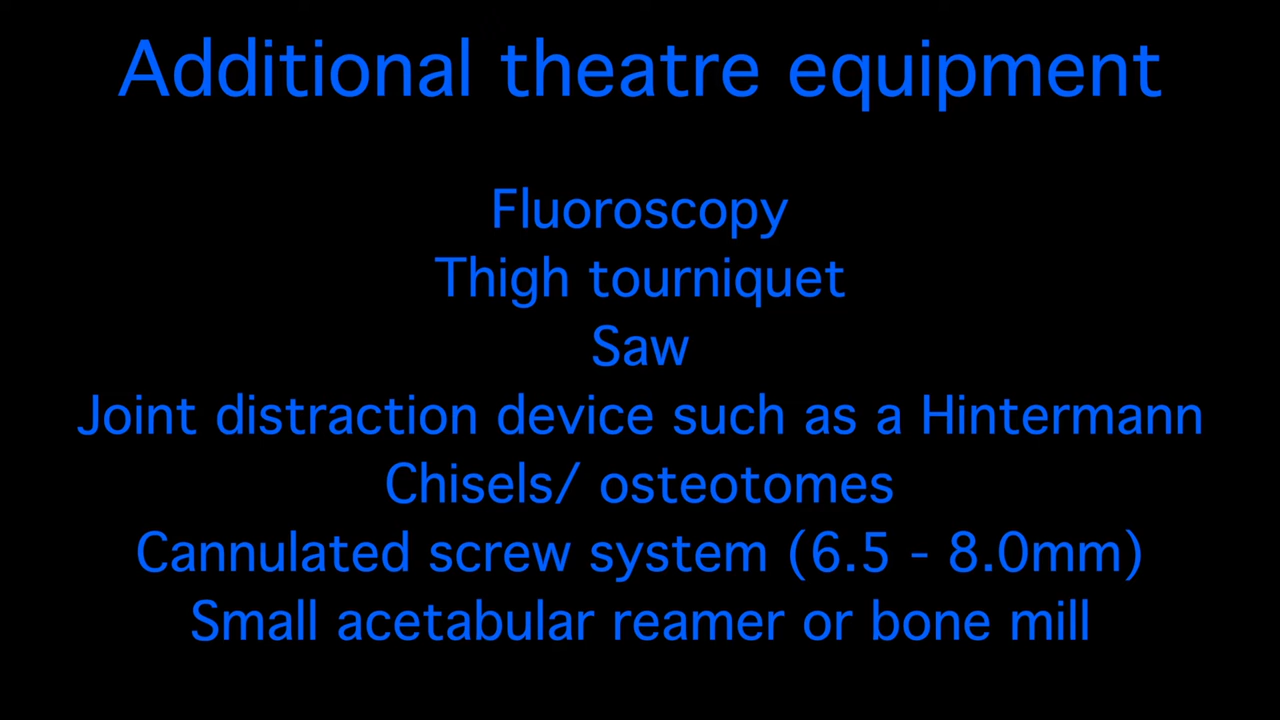 Additional theatre equipment
Fluoroscopy
Thigh tourniquet
Saw
Joint distraction device such as a Hintermann
Chisels/ osteotomes
Cannulated screw system (6.5 - 8.0mm)
Small acetabular reamer or bone mill